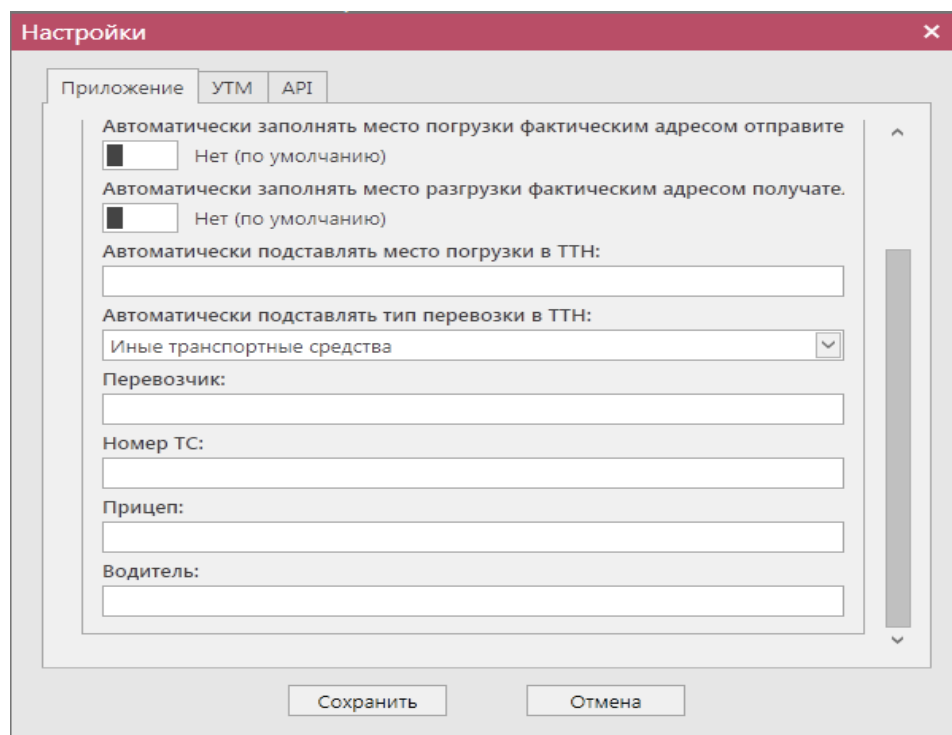 Настройки
Приложение УТМ API
Автоматически заполнять место погрузки фактическим адресом отправите
Нет (по умолчанию)
Автоматически заполнять место разгрузки фактическим адресом получате.
Нет (по умолчанию)
Автоматически подставлять место погрузки в ТТН:
Автоматически подставлять тип перевозки в ТТН:
Иные транспортные средства
Перевозчик:
Номер ТС:
Прицеп:
Водитель:
Сохранить Отмена